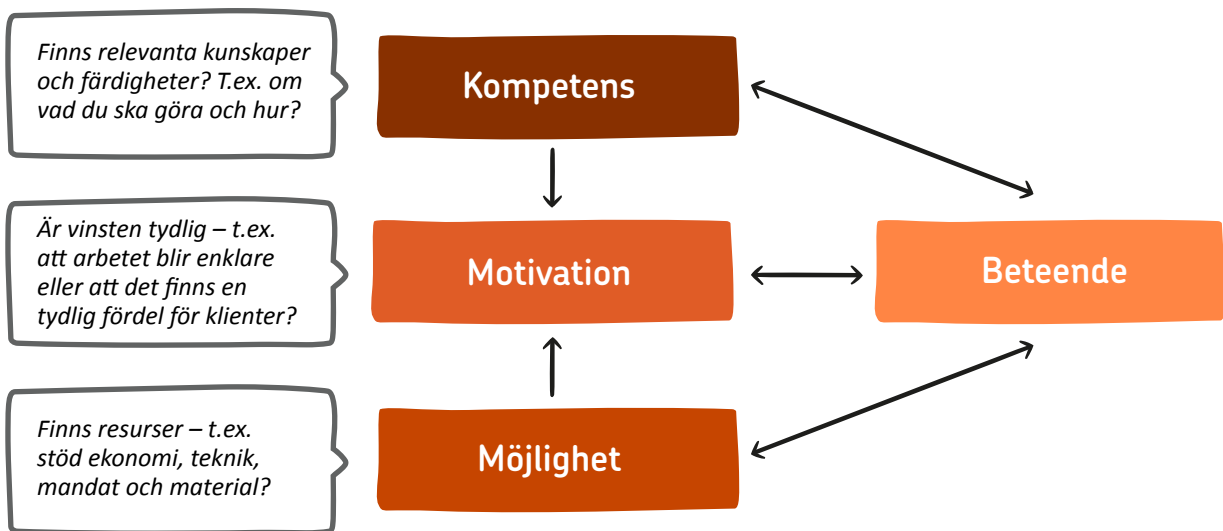 Finns relevanta kunskaper
och färdigheter? T.ex. om
vad du ska göra och hur?
Kompetens
Är vinsten tydlig – t.ex.
att arbetet blir enklare
eller att det finns en
tydlig fördel för klienter?
Motivation
Beteende
Finns resurser – t.ex.
stöd ekonomi, teknik,
mandat och material?
Möjlighet